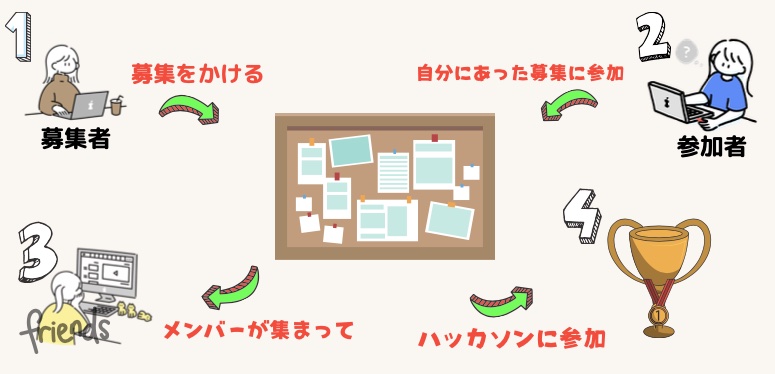 1
募集をかける
募集者
2
?
自分にあった募集に参加
参加者
3
friends
メンバーが集まって
4
1
ハッカソンに参加